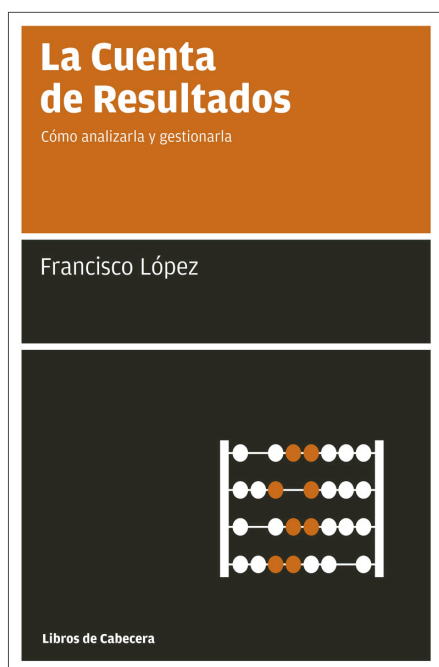 La Cuenta
de Resultados
Cómo analizarla y gestionarla
Francisco López
Libros de Cabecera